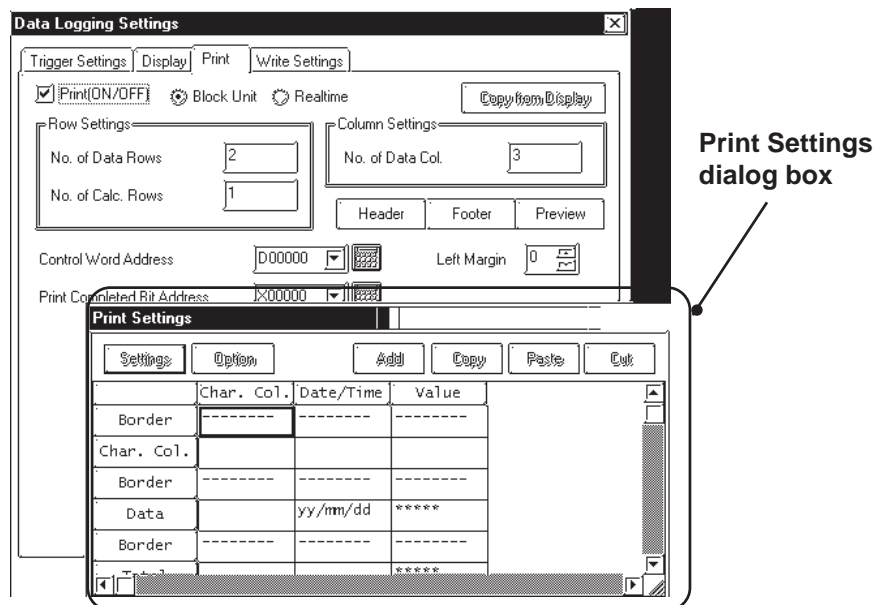 Data Logging Settings
Trigger Settings Display Print Write Settings
Print(ON/OFF) Block Unit Realtime Copy from Display
Row Settings Column Settings
No. of Data Rows 2 No. of Data Col. 3
No. of Calc. Rows 1
Header Footer Preview
Control Word Address D00000 Left Margin 0
Print Completed Bit Address X00000
Print Settings
dialog box
Print Settings
Settings Option Add Copy Paste Cut
Char. Col. Date/Time Value
Border -------- -------- --------
Char. Col.
Border -------- -------- --------
Data yy/mm/dd *****
Border -------- -------- --------
Total *****